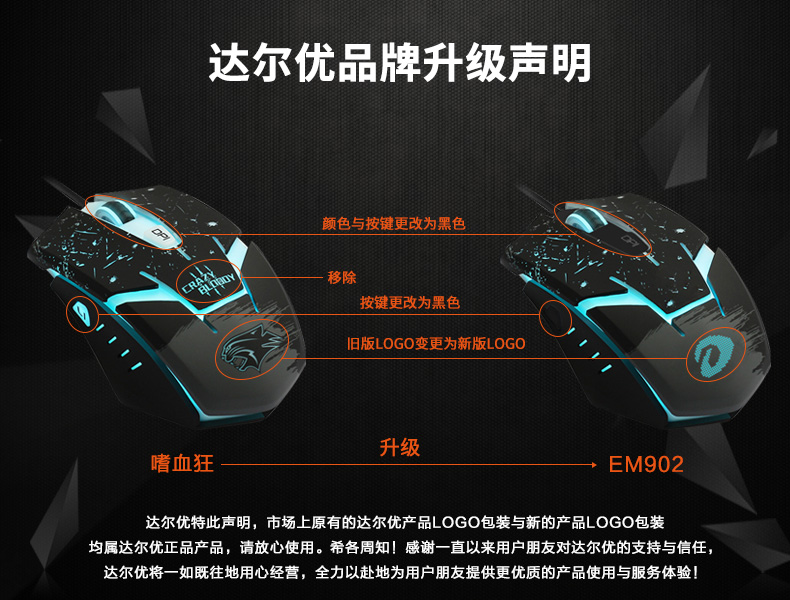 达尔优品牌升级声明
颜色与按键更改为黑色
DPI
DPI
CRAZY
BLOODY
移除
按键更改为黑色
旧版LOGO变更为新版LOGO
升级
嗜血狂
EM902
达尔优特此声明，市场上原有的达尔优产品LOGO包装与新的产品LOGO包装
均属达尔优正品产品，请放心使用。希各周知！感谢一直以来用户朋友对达尔优的支持与信任，
达尔优将一如既往地用心经营，全力以赴地为用户朋友提供更优质的产品使用与服务体验！